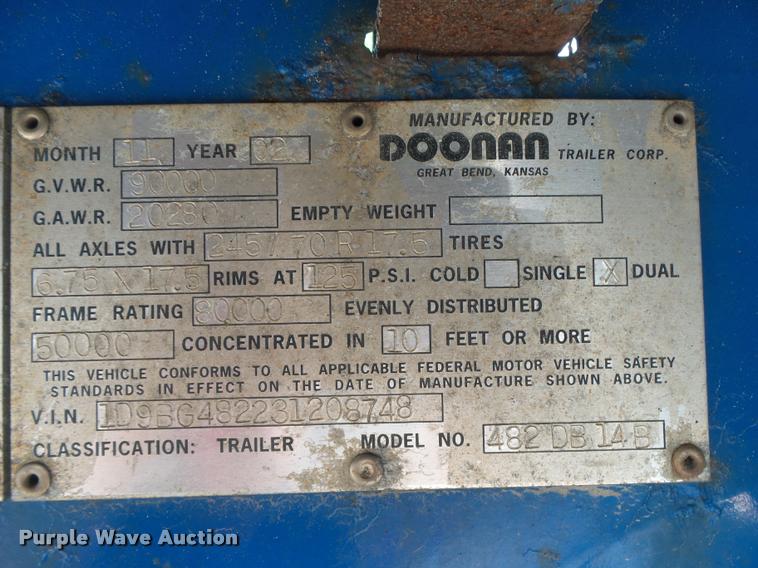 MANUFACTURED BY:
MONTH 11 YEAR 02 DOONAN TRAILER CORP.
GREAT BEND, KANSAS
G.V.W.R. 90000
G.A.W.R. 20280 EMPTY WEIGHT
ALL AXLES WITH 245/70R17.5 TIRES
6.75 X 17.5 RIMS AT 125 P.S.I. COLD SINGLE X DUAL
FRAME RATING 80000 EVENLY DISTRIBUTED
50000 CONCENTRATED IN 10 FEET OR MORE
THIS VEHICLE CONFORMS TO ALL APPLICABLE FEDERAL MOTOR VEHICLE SAFETY
STANDARDS IN EFFECT ON THE DATE OF MANUFACTURE SHOWN ABOVE.
V.I.N. 1D9BG482231208748
CLASSIFICATION: TRAILER MODEL NO. 482 DB 14 B
Purple Wave Auction